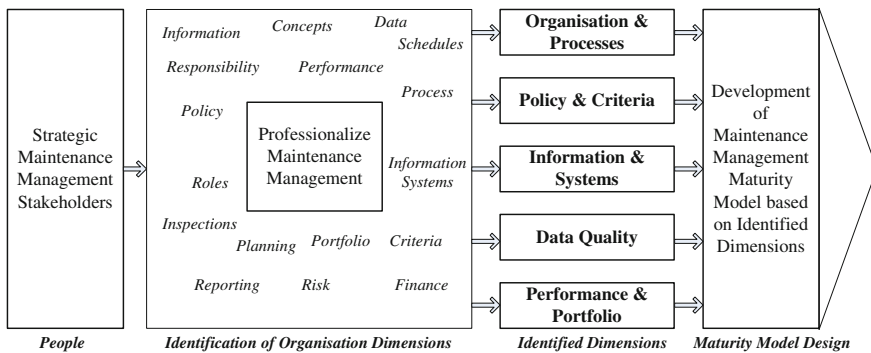 Strategic
Maintenance
Management
Stakeholders
Information
Concepts
Data
Schedules
Responsibility
Performance
Process
Policy
Professionalize
Maintenance
Management
Information
Systems
Roles
Inspections
Planning
Portfolio
Criteria
Reporting
Risk
Finance
Organisation &
Processes
Policy & Criteria
Information &
Systems
Data Quality
Performance &
Portfolio
Development
of
Maintenance
Management
Maturity
Model based
on Identified
Dimensions
People
Identification of Organisation Dimensions
Identified Dimensions
Maturity Model Design